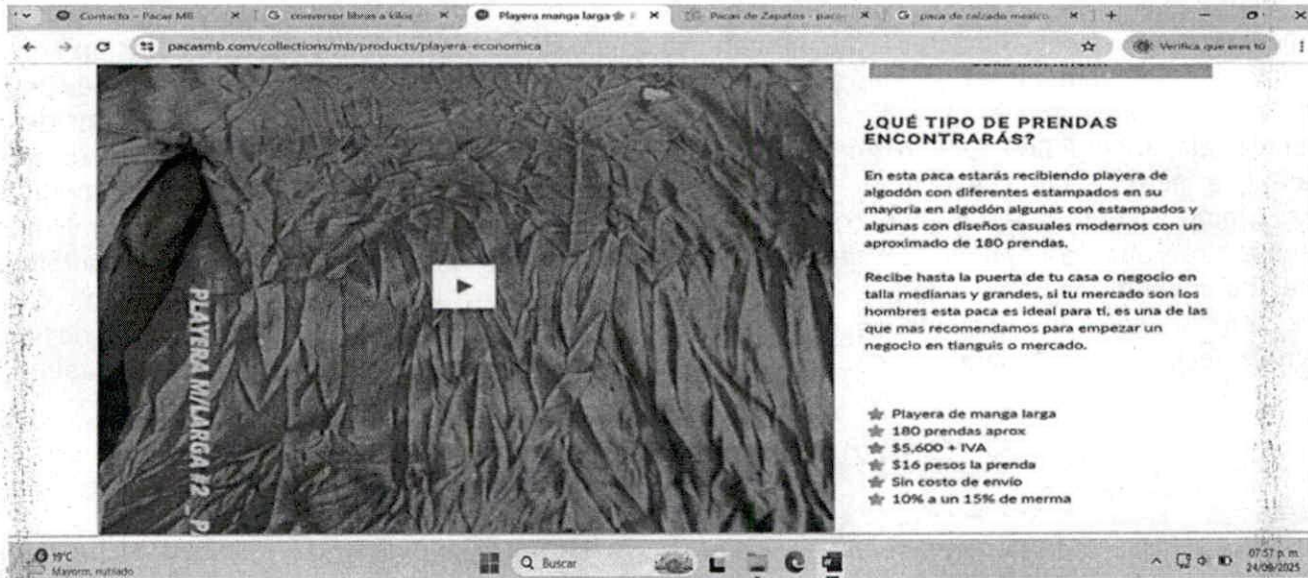 Contacto – Pacas MB
conversor libras a kilos
Playera manga larga
Pacas de Zapatos - pacas
paca de calzado mexico
pacasmb.com/collections/mb/products/playera-economica
Verifica que eres tú
¿QUÉ TIPO DE PRENDAS
ENCONTRARÁS?
En esta paca estarás recibiendo playera de
algodón con diferentes estampados en su
mayoría en algodón algunas con estampados y
algunas con diseños casuales modernos con un
aproximado de 180 prendas.
Recibe hasta la puerta de tu casa o negocio en
talla medianas y grandes, si tu mercado son los
hombres esta paca es ideal para tí, es una de las
que mas recomendamos para empezar un
negocio en tianguis o mercado.
Playera de manga larga
180 prendas aprox
$5,600 + IVA
$16 pesos la prenda
Sin costo de envío
10% a un 15% de merma
PLAYERA M/LARGA #2 – P
19°C
Mayorm. nublado
Buscar
07:57 p. m.
24/09/2025